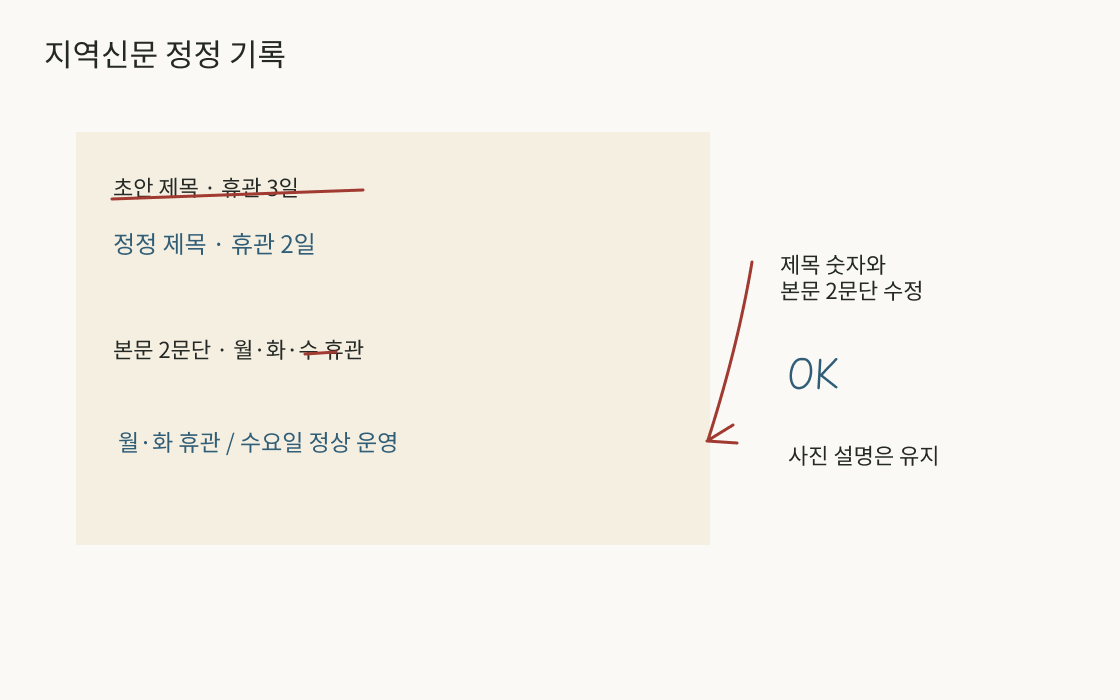 지역신문 정정 기록
초안 제목 · 휴관 3일
정정 제목 · 휴관 2일
본문 2문단 · 월·화·수 휴관
월·화 휴관 / 수요일 정상 운영
제목 숫자와
본문 2문단 수정
OK
사진 설명은 유지